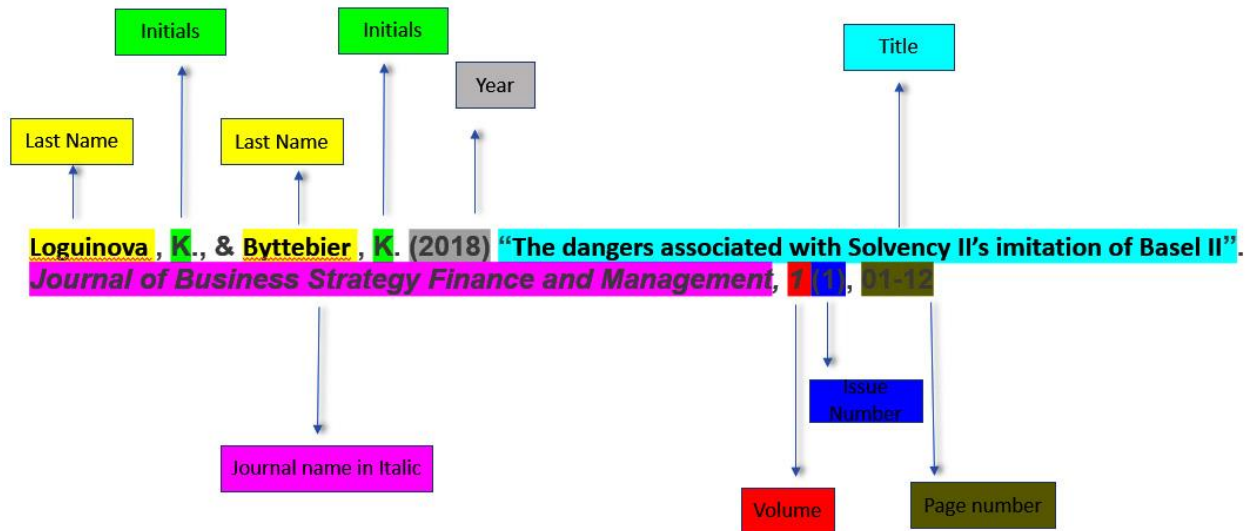 Initials
Initials
Title
Year
Last Name
Last Name
Loguinova , K., & Byttebier , K. (2018) “The dangers associated with Solvency II’s imitation of Basel II”.
Journal of Business Strategy Finance and Management, 1 (1), 01-12
Issue
Number
Journal name in Italic
Volume
Page number